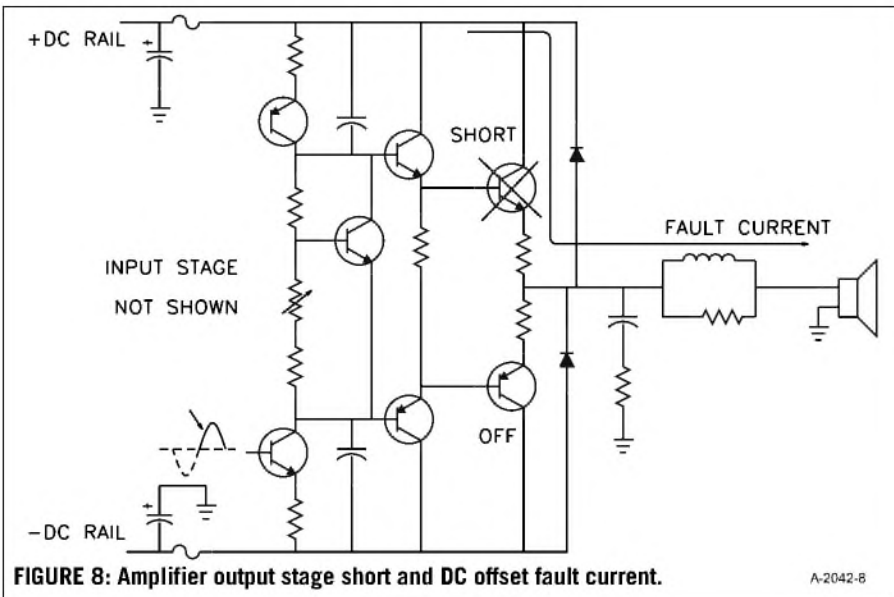 +DC RAIL
+
SHORT
FAULT CURRENT
INPUT STAGE
NOT SHOWN
OFF
+
−DC RAIL
FIGURE 8: Amplifier output stage short and DC offset fault current.
A-2042-8